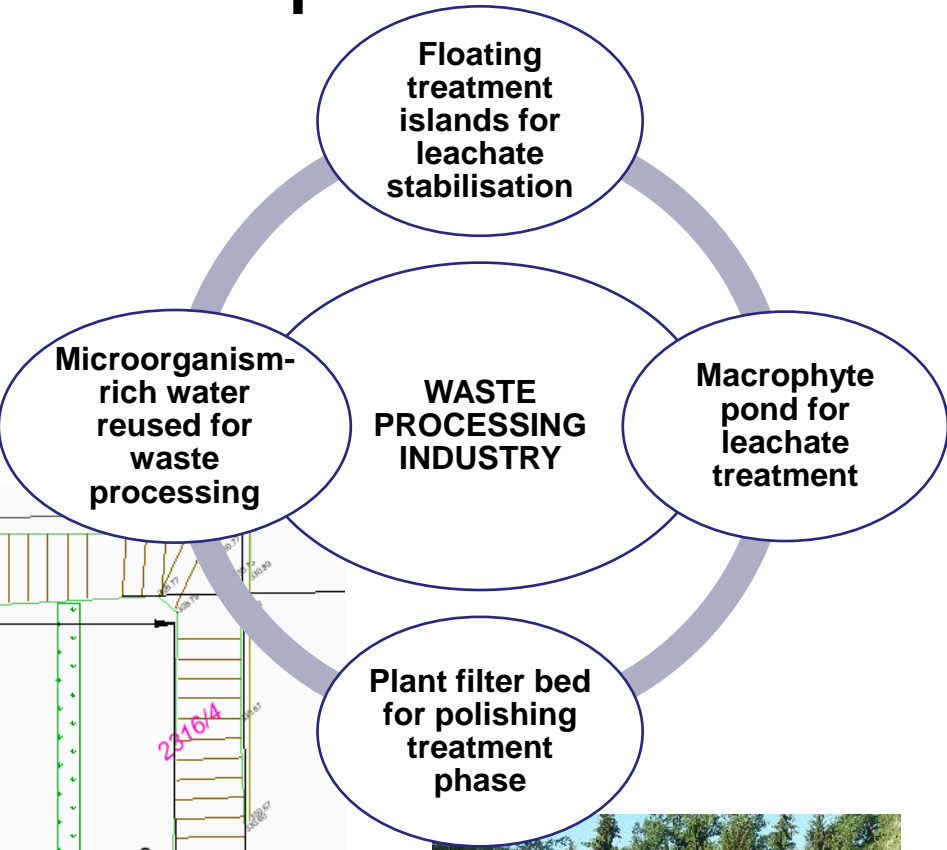 Floating
treatment
islands for
leachate
stabilisation
Microorganism-
rich water
reused for
waste
processing
WASTE
PROCESSING
INDUSTRY
Macrophyte
pond for
leachate
treatment
Plant filter bed
for polishing
treatment
phase
2316/4